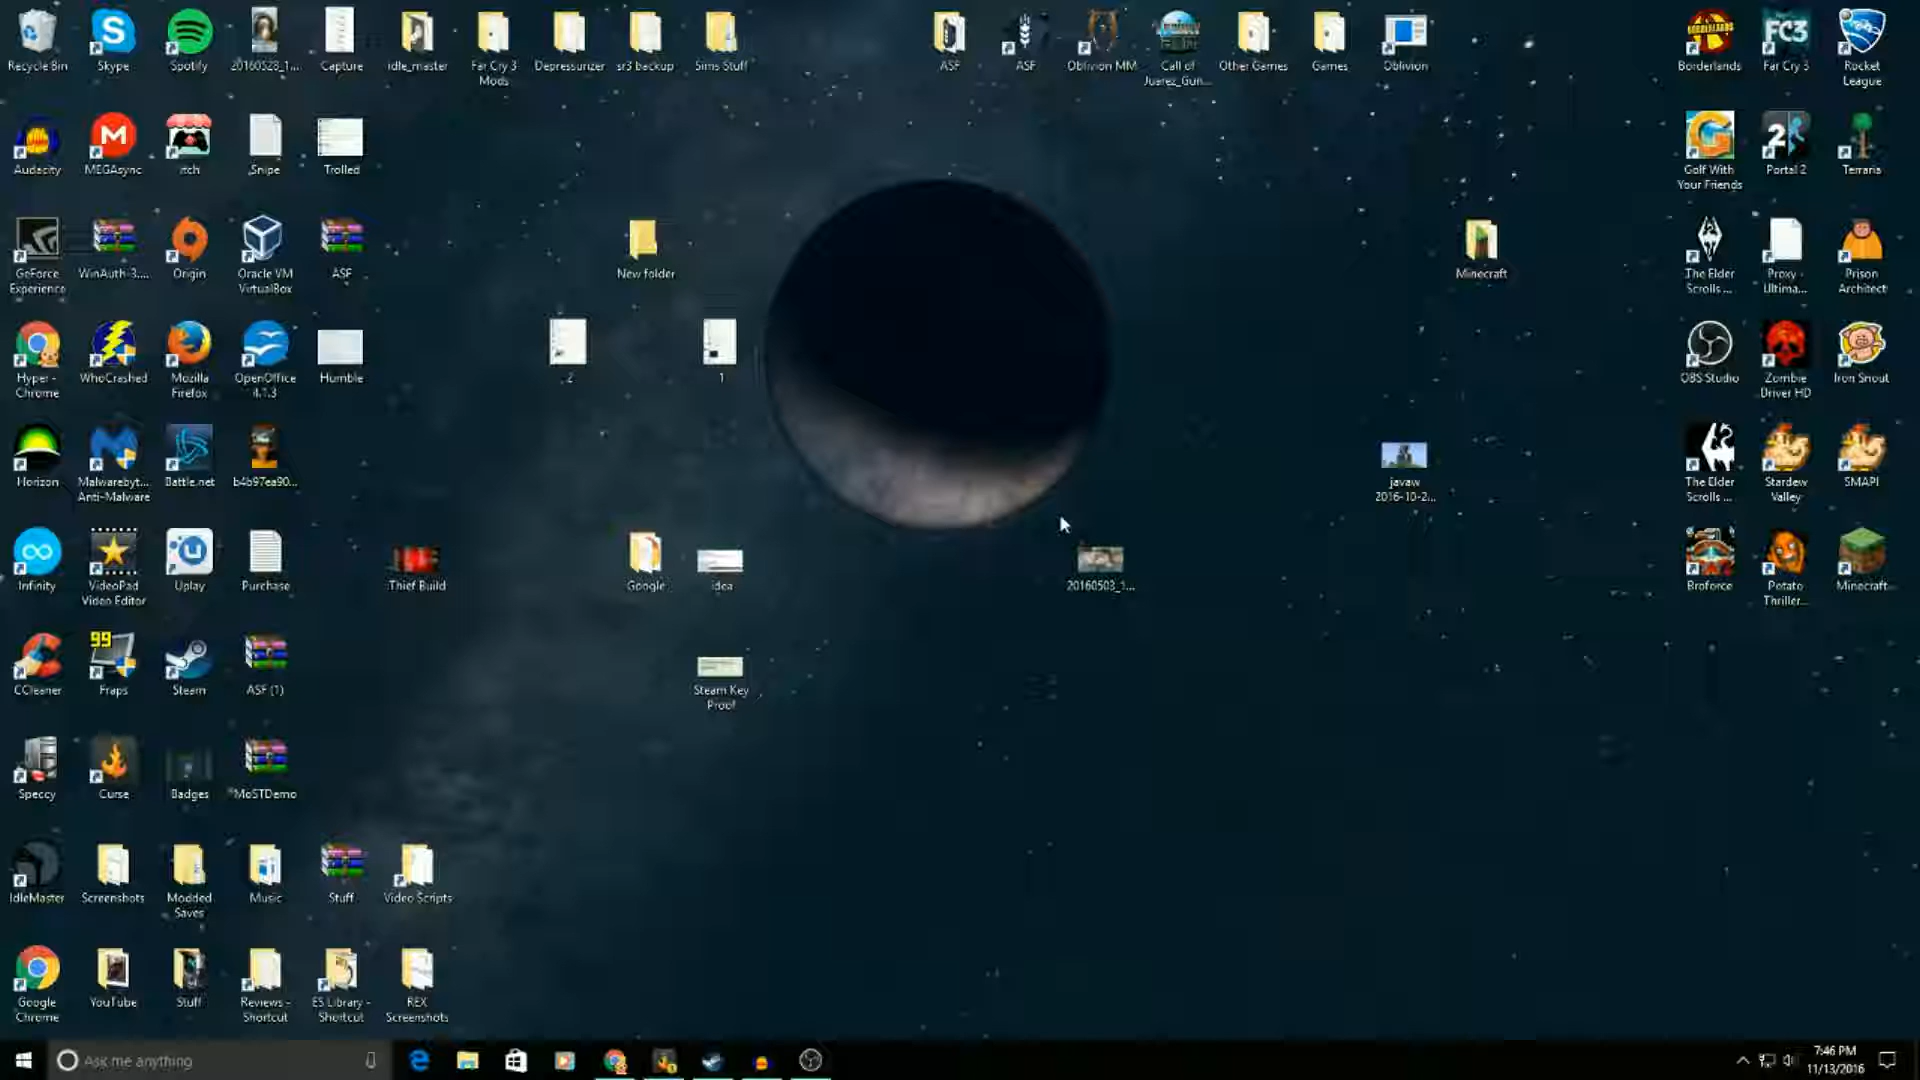 Recycle Bin
Skype
Spotify
20160528_1...
Capture
idle_master
Far Cry 3
Mods
Depressurizer
sr3 backup
Sims Stuff
ASF
ASF
Oblivion MM
Call of
Juarez_Gun...
Other Games
Games
Oblivion
Borderlands
FC3
Far Cry 3
Rocket
League
Audacity
MEGAsync
itch
Snipe
Trolled
Golf With
Your Friends
2
Portal 2
Terraria
GeForce
Experience
WinAuth-3....
Origin
Oracle VM
VirtualBox
ASF
New folder
Minecraft
The Elder
Scrolls ...
Proxy -
Ultima...
Prison
Architect
Hyper -
Chrome
WhoCrashed
Mozilla
Firefox
OpenOffice
4.1.3
Humble
2
1
OBS Studio
Zombie
Driver HD
Iron Snout
Horizon
Malwarebyt...
Anti-Malware
Battle.net
b4b97ea90...
javaw
2016-10-2...
The Elder
Scrolls ...
Stardew
Valley
SMAPI
Infinity
VideoPad
Video Editor
Uplay
Purchase
Thief Build
Google
idea
20160503_1...
Broforce
Potato
Thriller...
Minecraft
CCleaner
99
Fraps
Steam
ASF (1)
Steam Key
Proof
Speccy
Curse
Badges
MoSTDemo
IdleMaster
Screenshots
Modded
Saves
Music
Stuff
Video Scripts
Google
Chrome
YouTube
Stuff
Reviews -
Shortcut
ES Library -
Shortcut
REX
Screenshots
Ask me anything
7:46 PM
11/13/2016